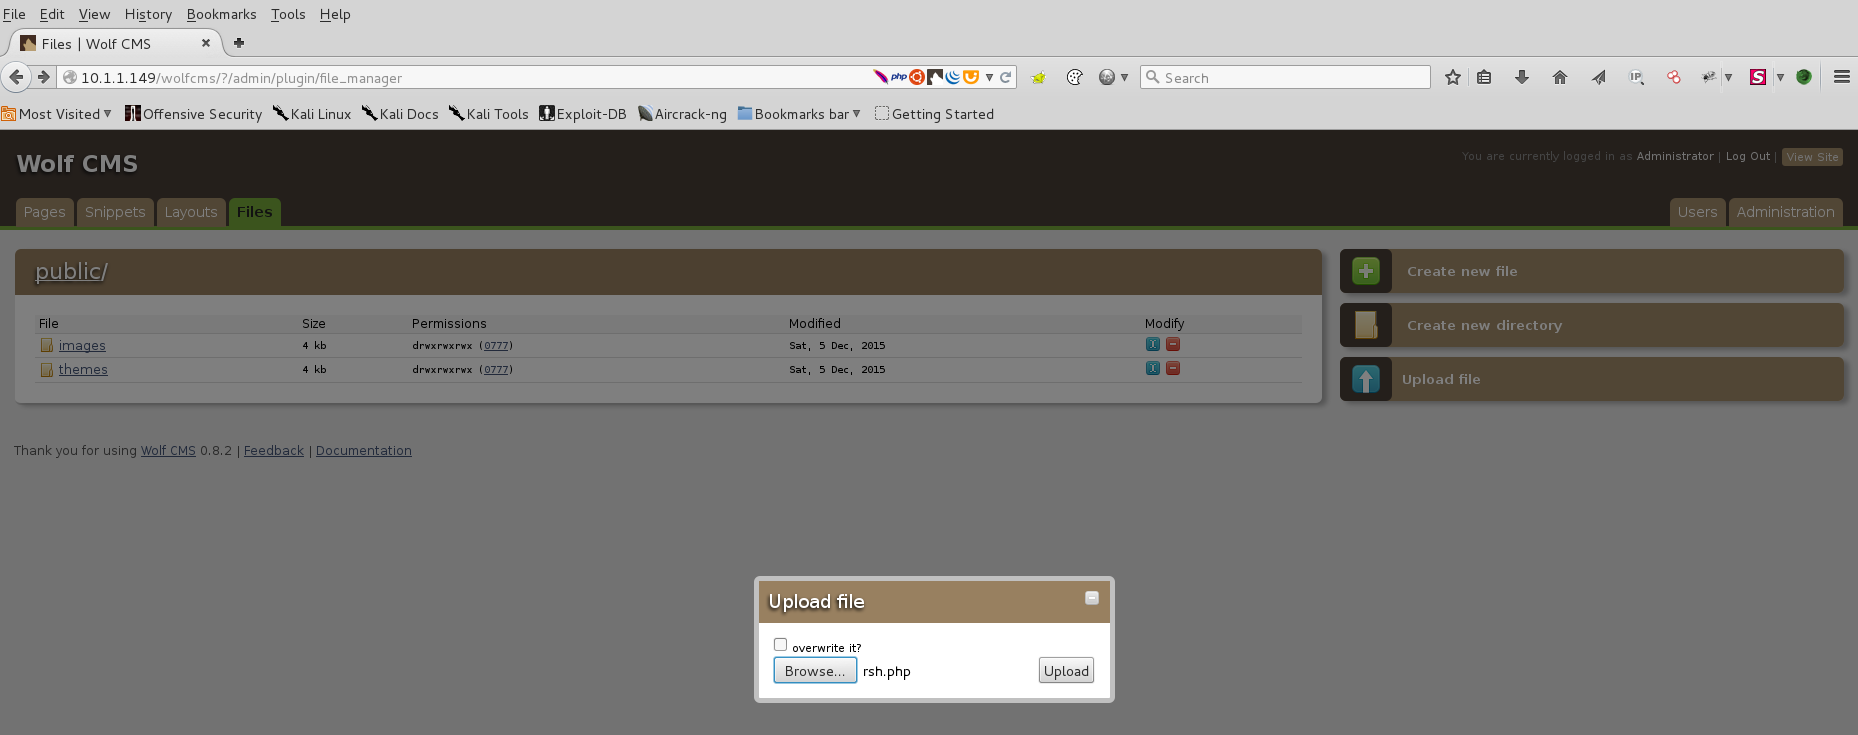 File Edit View History Bookmarks Tools Help
Files | Wolf CMS
10.1.1.149/wolfcms/?/admin/plugin/file_manager php IP S Search
Most Visited Offensive Security Kali Linux Kali Docs Kali Tools Exploit-DB Aircrack-ng Bookmarks bar Getting Started
Wolf CMS
You are currently logged in as Administrator | Log Out | View Site
Pages Snippets Layouts Files Users Administration
public/
Create new file
File Size Permissions Modified Modify
images 4 kb drwxrwxrwx (0777) Sat, 5 Dec, 2015
Create new directory
themes 4 kb drwxrwxrwx (0777) Sat, 5 Dec, 2015
Upload file
Thank you for using Wolf CMS 0.8.2 | Feedback | Documentation
Upload file
overwrite it?
Browse... rsh.php Upload